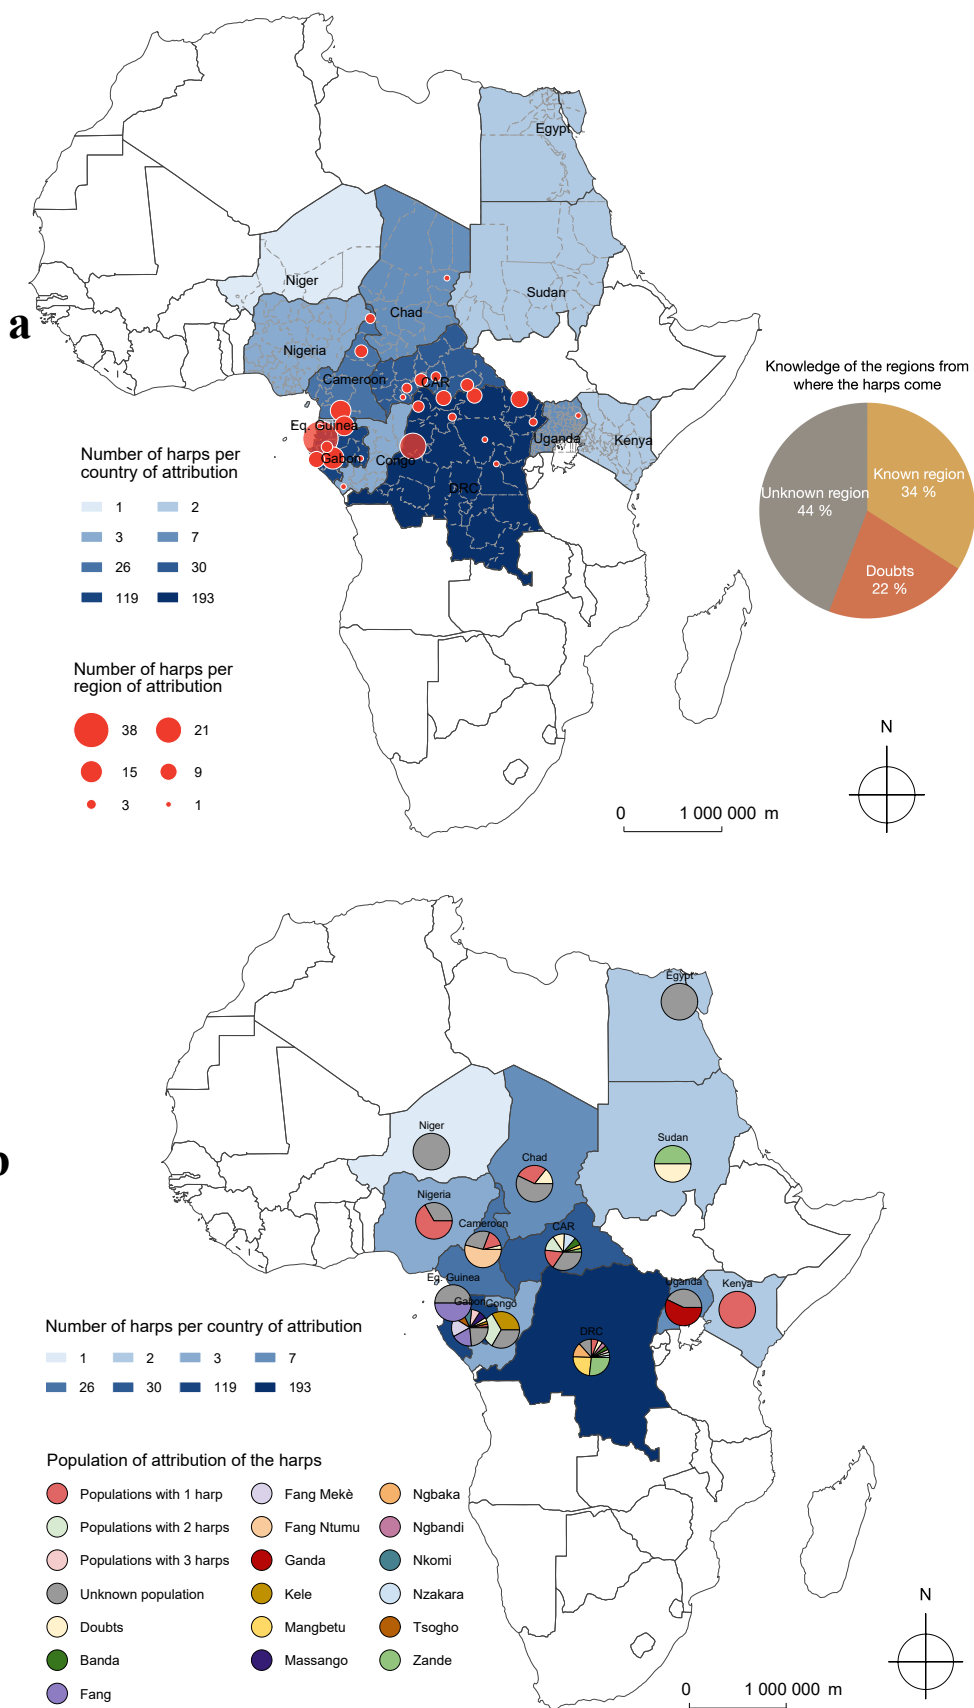 a
Egypt
Niger
Chad
Sudan
Nigeria
Cameroon
CAR
Eq. Guinea
Gabon
Congo
Uganda
Kenya
DRC
Knowledge of the regions from
where the harps come
Known region
34 %
Unknown region
44 %
Doubts
22 %
Number of harps per
country of attribution
1 2
3 7
26 30
119 193
Number of harps per
region of attribution
38 21
15 9
3 1
N
0 1 000 000 m
b
Egypt
Niger
Chad
Sudan
Nigeria
Cameroon
CAR
Eq. Guinea
Gabon
Congo
Uganda
Kenya
DRC
Number of harps per country of attribution
1 2 3 7
26 30 119 193
Population of attribution of the harps
Populations with 1 harp
Populations with 2 harps
Populations with 3 harps
Unknown population
Doubts
Banda
Fang
Fang Mekè
Fang Ntumu
Ganda
Kele
Mangbetu
Massango
Ngbaka
Ngbandi
Nkomi
Nzakara
Tsogho
Zande
N
0 1 000 000 m